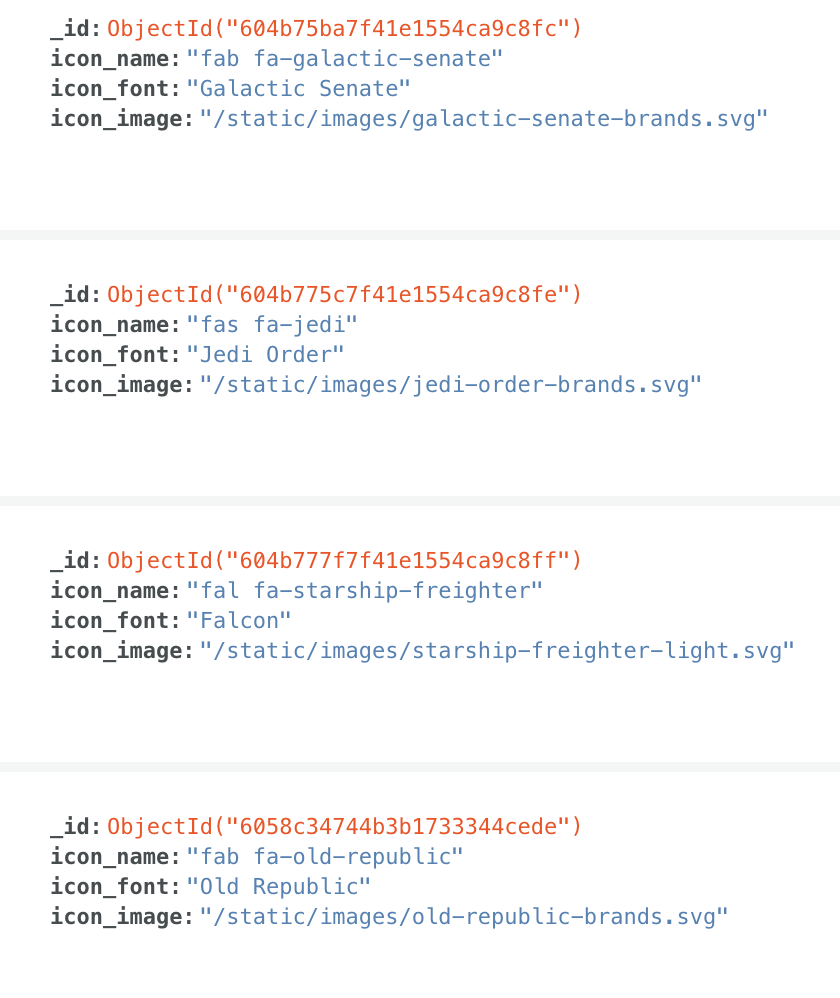 _id: ObjectId("604b75ba7f41e1554ca9c8fc")
icon_name: "fab fa-galactic-senate"
icon_font: "Galactic Senate"
icon_image: "/static/images/galactic-senate-brands.svg"
_id: ObjectId("604b775c7f41e1554ca9c8fe")
icon_name: "fas fa-jedi"
icon_font: "Jedi Order"
icon_image: "/static/images/jedi-order-brands.svg"
_id: ObjectId("604b777f7f41e1554ca9c8ff")
icon_name: "fal fa-starship-freighter"
icon_font: "Falcon"
icon_image: "/static/images/starship-freighter-light.svg"
_id: ObjectId("6058c34744b3b1733344cede")
icon_name: "fab fa-old-republic"
icon_font: "Old Republic"
icon_image: "/static/images/old-republic-brands.svg"